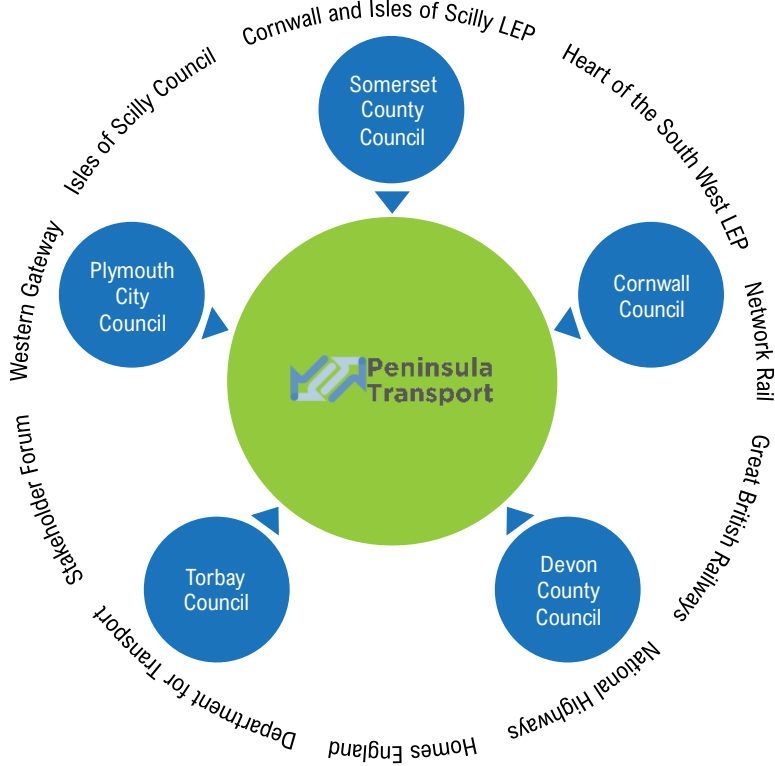 Cornwall and Isles of Scilly LEP
Heart of the South West LEP
Network Rail
Great British Railways
National Highways
Homes England
Department for Transport
Stakeholder Forum
Western Gateway
Isles of Scilly Council
Somerset
County
Council
Cornwall
Council
Devon
County
Council
Torbay
Council
Plymouth
City
Council
Peninsula
Transport